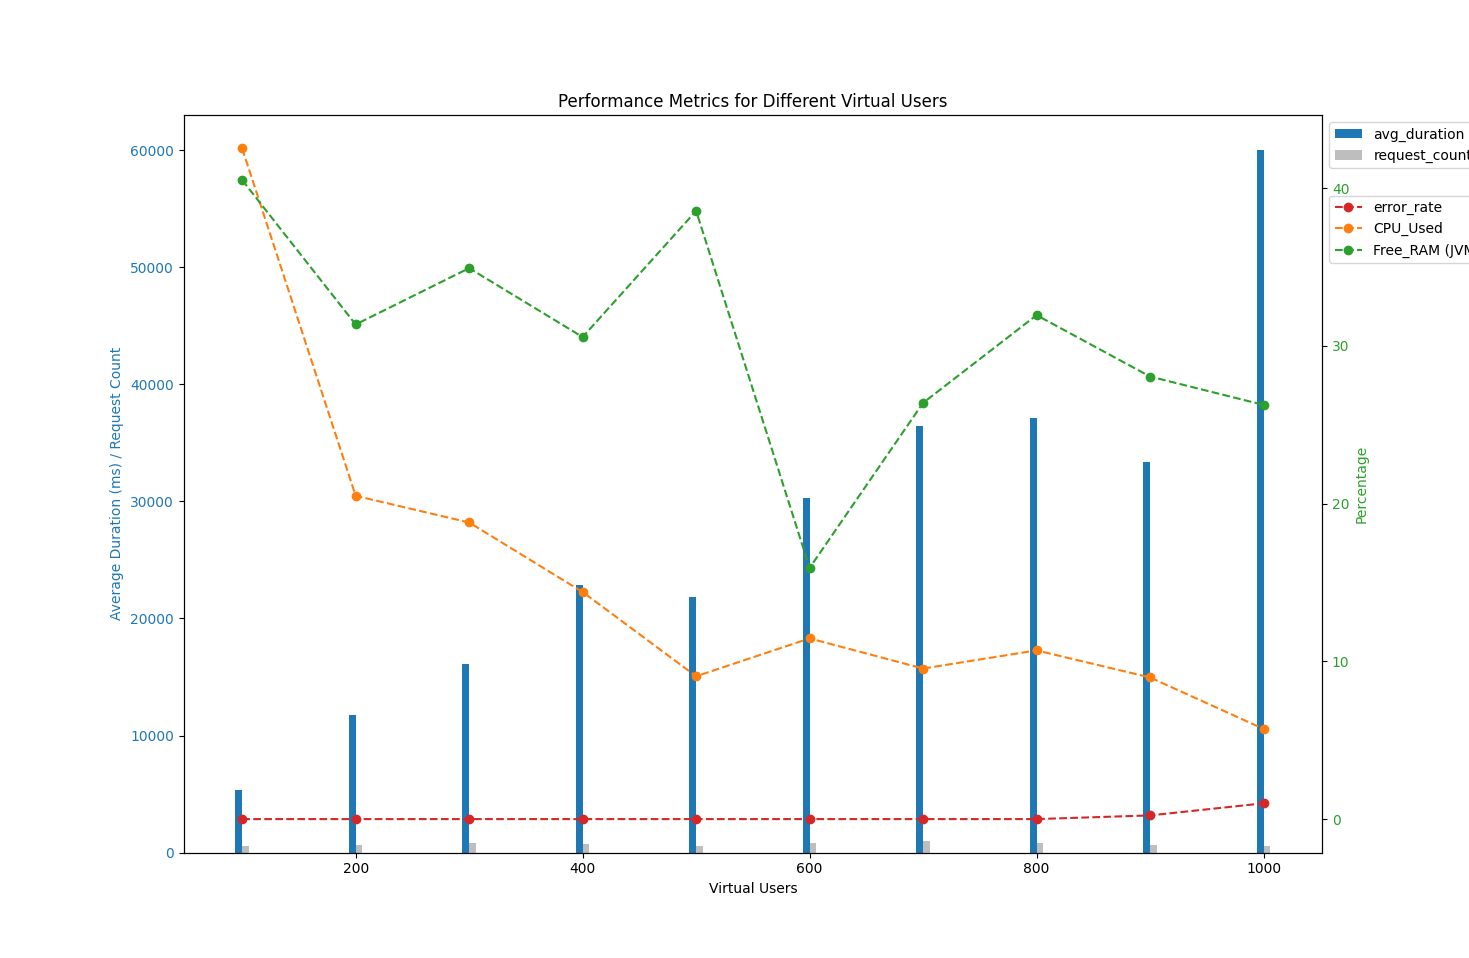 Performance Metrics for Different Virtual Users
avg_duration
request_count
error_rate
CPU_Used
Free_RAM (JVM
60000
50000
40000
30000
20000
10000
0
Average Duration (ms) / Request Count
40
30
20
10
0
Percentage
200
400
600
800
1000
Virtual Users